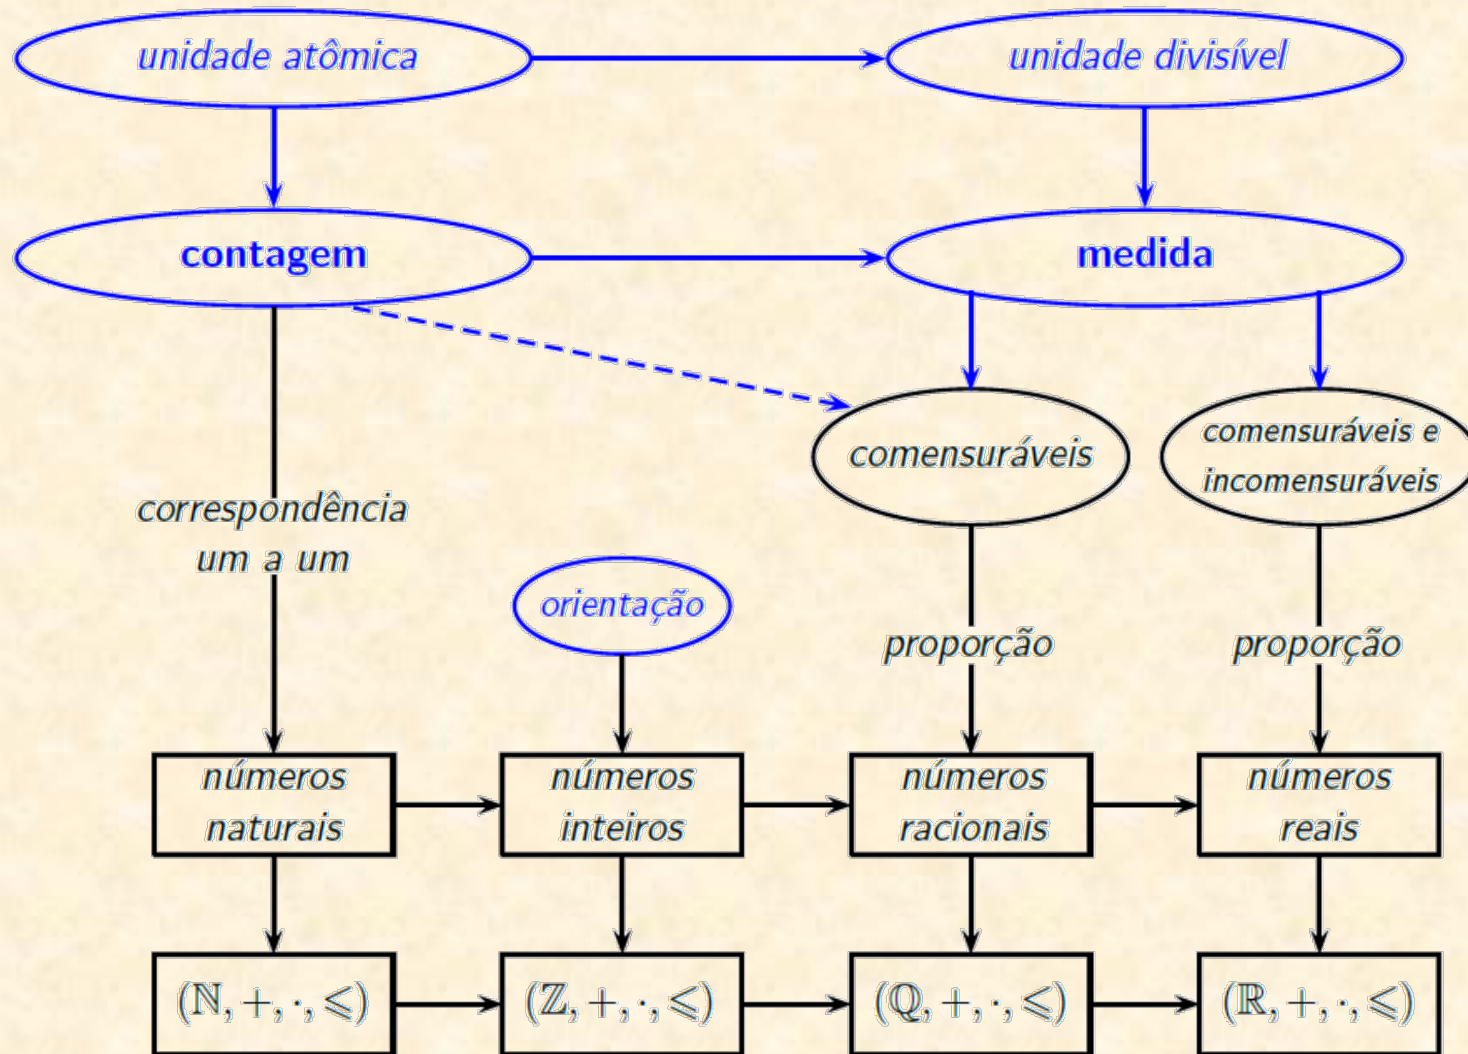 unidade atômica
unidade divisível
contagem
medida
comensuráveis
comensuráveis e
incomensuráveis
correspondência
um a um
orientação
proporção
proporção
números
naturais
números
inteiros
números
racionais
números
reais
(ℕ, +, ·, ⩽)
(ℤ, +, ·, ⩽)
(ℚ, +, ·, ⩽)
(ℝ, +, ·, ⩽)